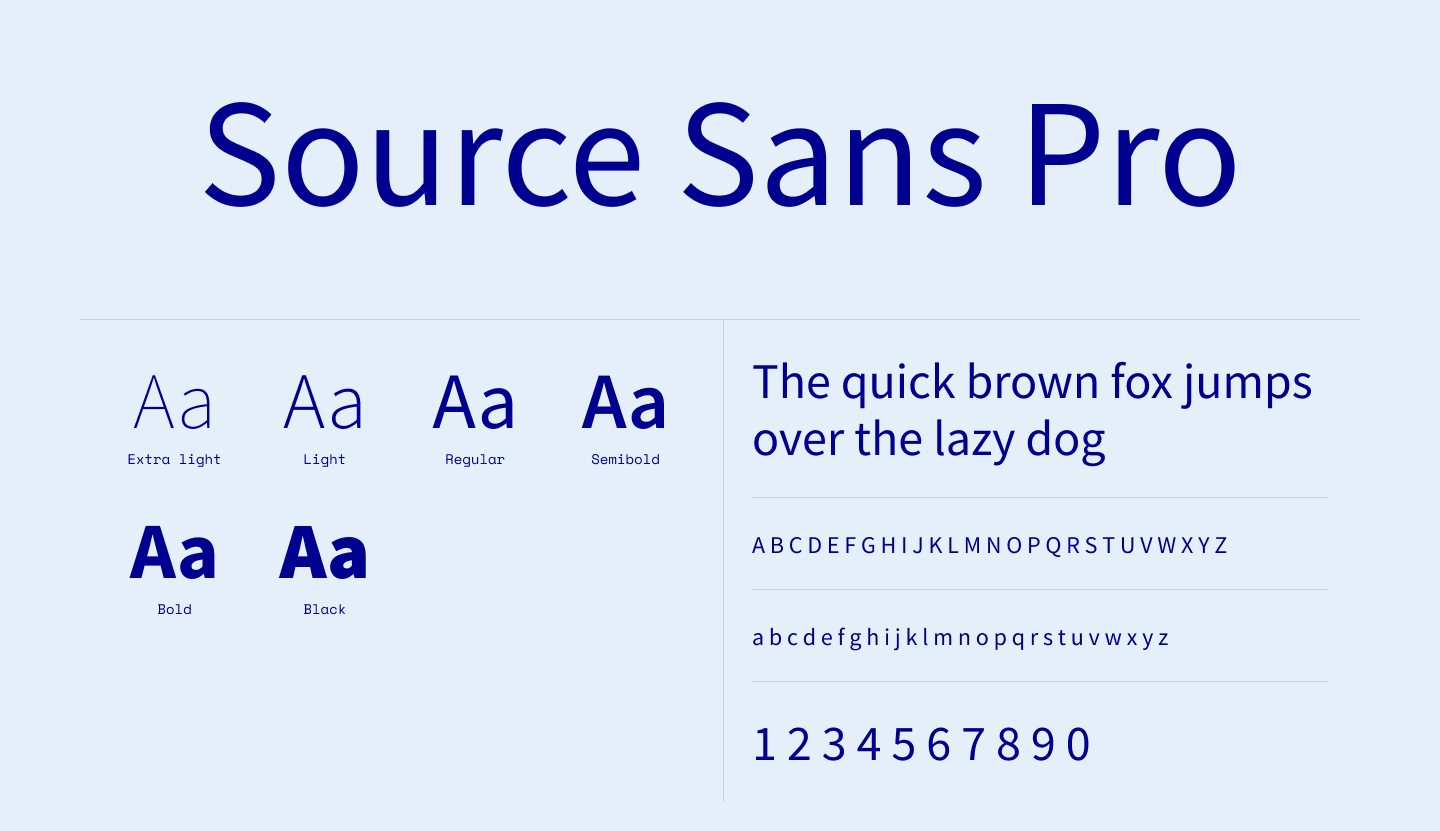 Source Sans Pro
Aa Aa Aa Aa
Extra light Light Regular Semibold
Aa Aa
Bold Black
The quick brown fox jumps
over the lazy dog
A B C D E F G H I J K L M N O P Q R S T U V W X Y Z
a b c d e f g h i j k l m n o p q r s t u v w x y z
1 2 3 4 5 6 7 8 9 0